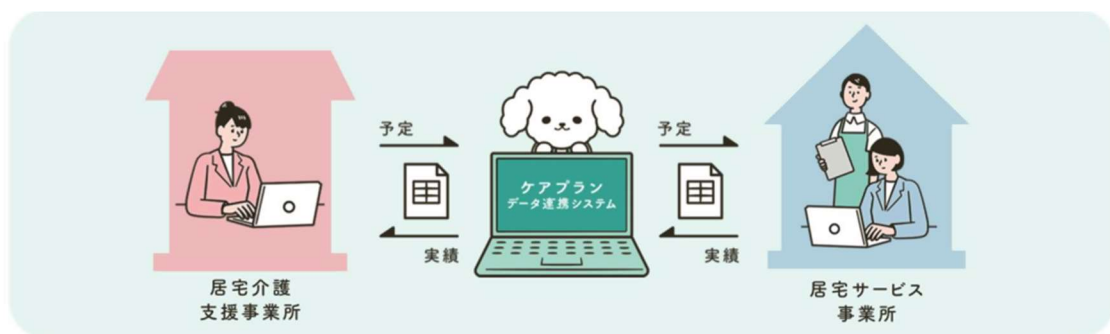 予定
予定
ケアプラン
データ連携システム
実績
実績
居宅介護
支援事業所
居宅サービス
事業所